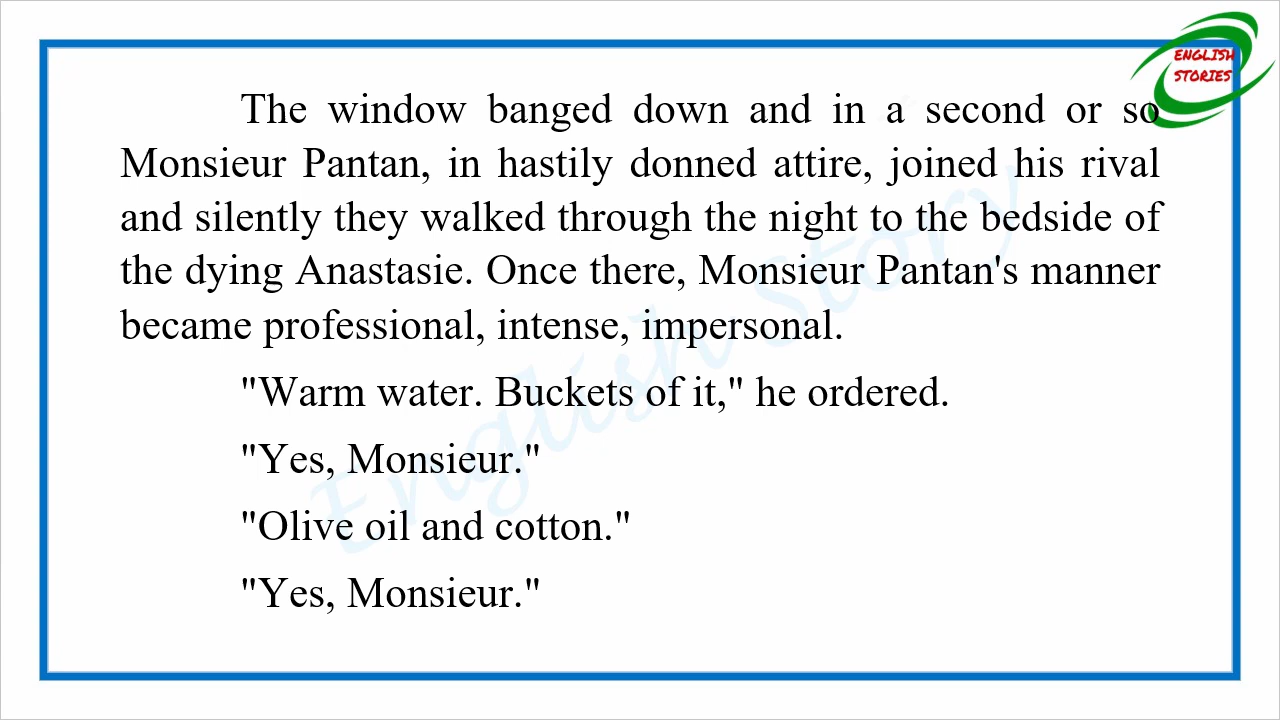 ENGLISH
STORIES
The window banged down and in a second or so
Monsieur Pantan, in hastily donned attire, joined his rival
and silently they walked through the night to the bedside of
the dying Anastasie. Once there, Monsieur Pantan's manner
became professional, intense, impersonal.
"Warm water. Buckets of it," he ordered.
"Yes, Monsieur."
"Olive oil and cotton."
"Yes, Monsieur."
English Story